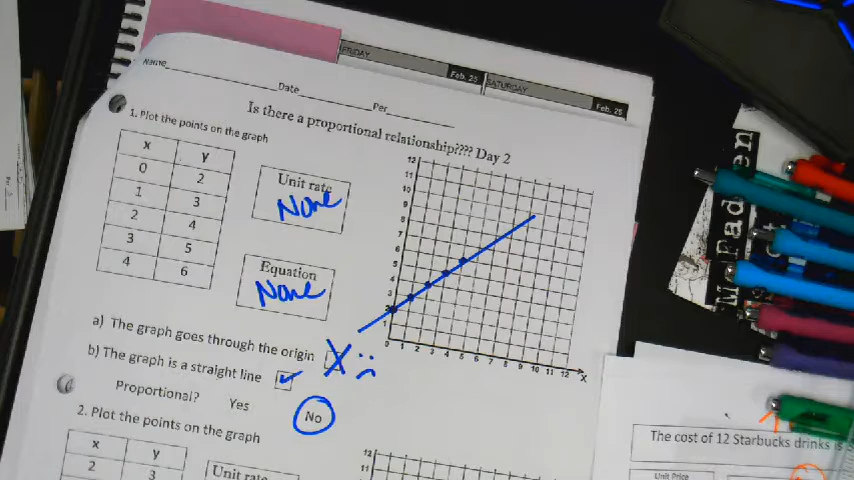 FRIDAY
Feb. 25
SATURDAY
Feb. 26
Name
Date
Per
Is there a proportional relationship???? Day 2
1. Plot the points on the graph
x y
0 2
1 3
2 4
3 5
4 6
Unit rate
None
Equation
None
12
11
10
9
8
7
6
5
4
3
2
1
0 1 2 3 4 5 6 7 8 9 10 11 12
X
a) The graph goes through the origin X
b) The graph is a straight line ✓
Proportional? Yes No
2. Plot the points on the graph
x y
2 3
Unit rate
12
11
McFadden
The cost of 12 Starbucks drinks is
Unit Price